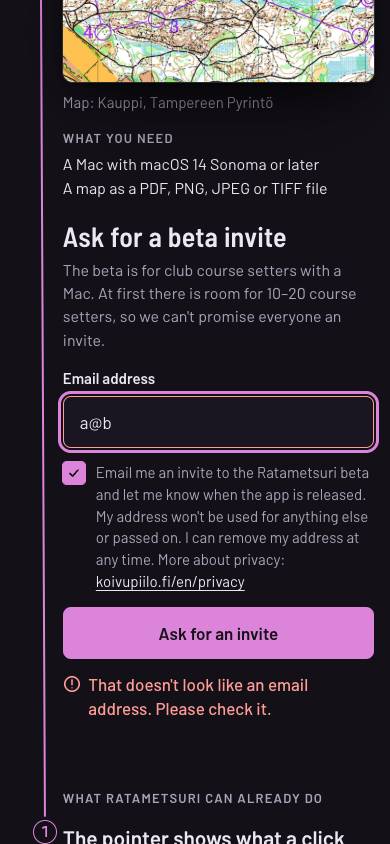 4
3
Map: Kauppi, Tampereen Pyrintö
WHAT YOU NEED
A Mac with macOS 14 Sonoma or later
A map as a PDF, PNG, JPEG or TIFF file
Ask for a beta invite
The beta is for club course setters with a
Mac. At first there is room for 10–20 course
setters, so we can't promise everyone an
invite.
Email address
a@b
Email me an invite to the Ratametsuri beta
and let me know when the app is released.
My address won't be used for anything else
or passed on. I can remove my address at
any time. More about privacy:
koivupiilo.fi/en/privacy
Ask for an invite
That doesn't look like an email
address. Please check it.
WHAT RATAMETSURI CAN ALREADY DO
1 The pointer shows what a click